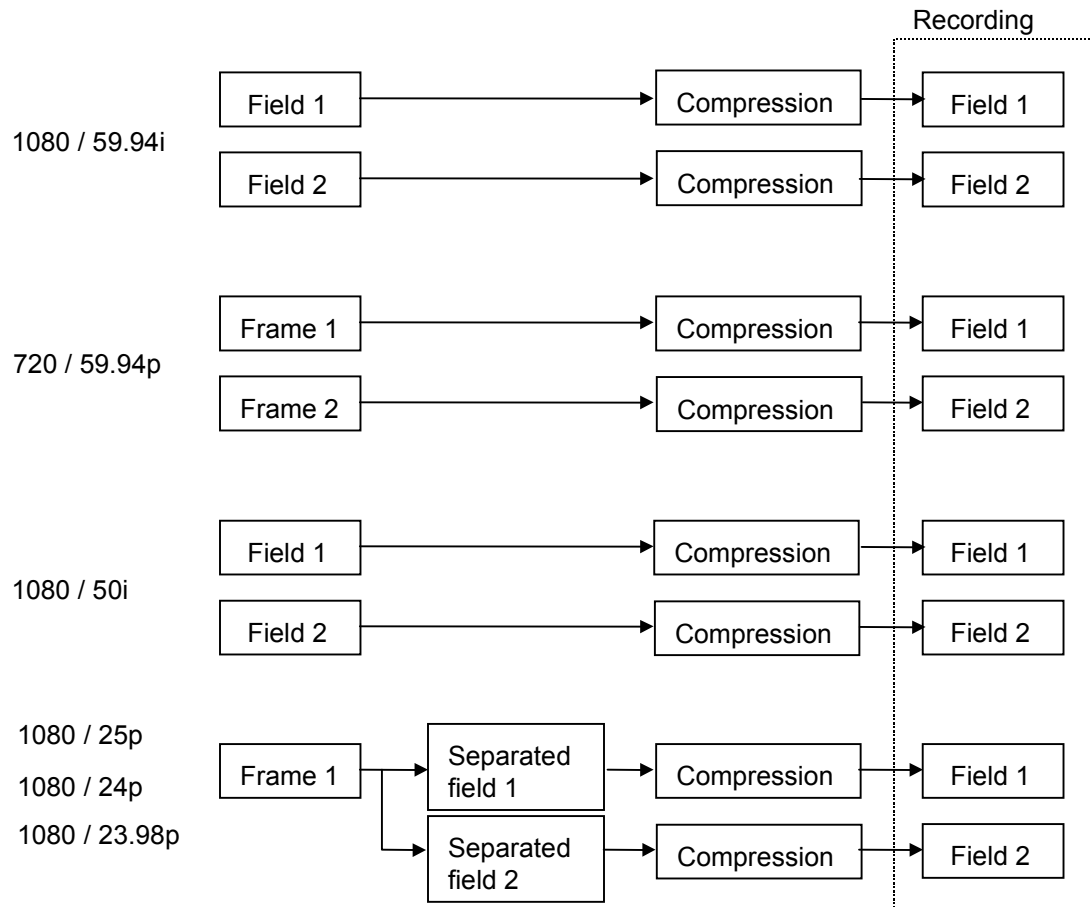 Recording
Field 1 Compression Field 1
1080 / 59.94i
Field 2 Compression Field 2
Frame 1 Compression Field 1
720 / 59.94p
Frame 2 Compression Field 2
Field 1 Compression Field 1
1080 / 50i
Field 2 Compression Field 2
1080 / 25p
1080 / 24p
1080 / 23.98p
Frame 1
Separated
field 1
Compression Field 1
Separated
field 2
Compression Field 2